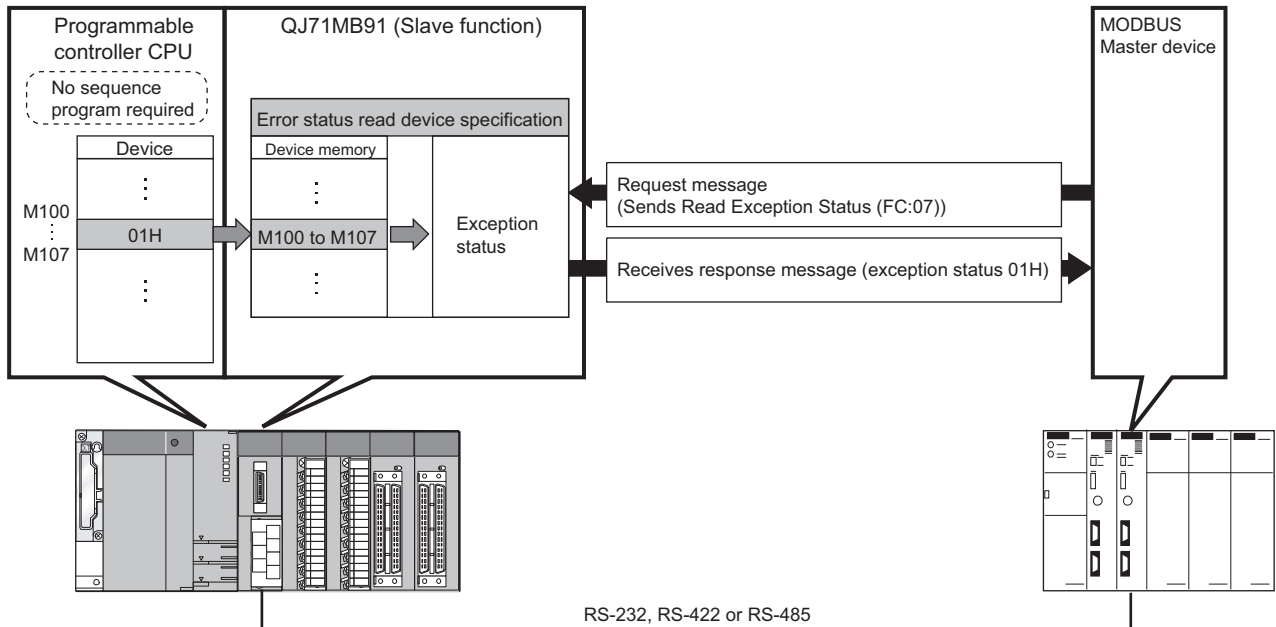 Programmable
controller CPU
No sequence
program required
Device
M100
M107
01H
QJ71MB91 (Slave function)
Error status read device specification
Device memory
M100 to M107
Exception
status
Request message
(Sends Read Exception Status (FC:07))
Receives response message (exception status 01H)
MODBUS
Master device
RS-232, RS-422 or RS-485